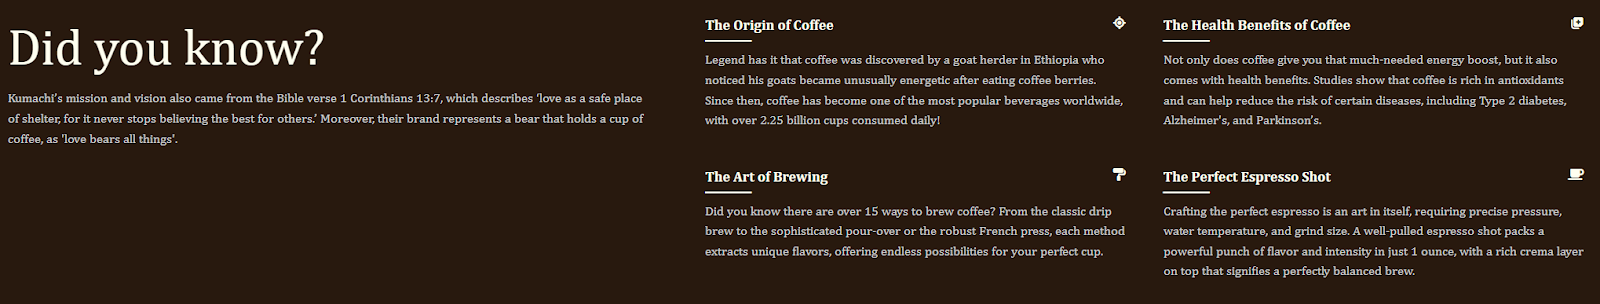 Did you know?
Kumachi's mission and vision also came from the Bible verse 1 Corinthians 13:7, which describes 'love as a safe place
of shelter, for it never stops believing the best for others.' Moreover, their brand represents a bear that holds a cup of
coffee, as 'love bears all things'.
The Origin of Coffee
Legend has it that coffee was discovered by a goat herder in Ethiopia who
noticed his goats became unusually energetic after eating coffee berries.
Since then, coffee has become one of the most popular beverages worldwide,
with over 2.25 billion cups consumed daily!
The Health Benefits of Coffee
Not only does coffee give you that much-needed energy boost, but it also
comes with health benefits. Studies show that coffee is rich in antioxidants
and can help reduce the risk of certain diseases, including Type 2 diabetes,
Alzheimer's, and Parkinson's.
The Art of Brewing
Did you know there are over 15 ways to brew coffee? From the classic drip
brew to the sophisticated pour-over or the robust French press, each method
extracts unique flavors, offering endless possibilities for your perfect cup.
The Perfect Espresso Shot
Crafting the perfect espresso is an art in itself, requiring precise pressure,
water temperature, and grind size. A well-pulled espresso shot packs a
powerful punch of flavor and intensity in just 1 ounce, with a rich crema layer
on top that signifies a perfectly balanced brew.